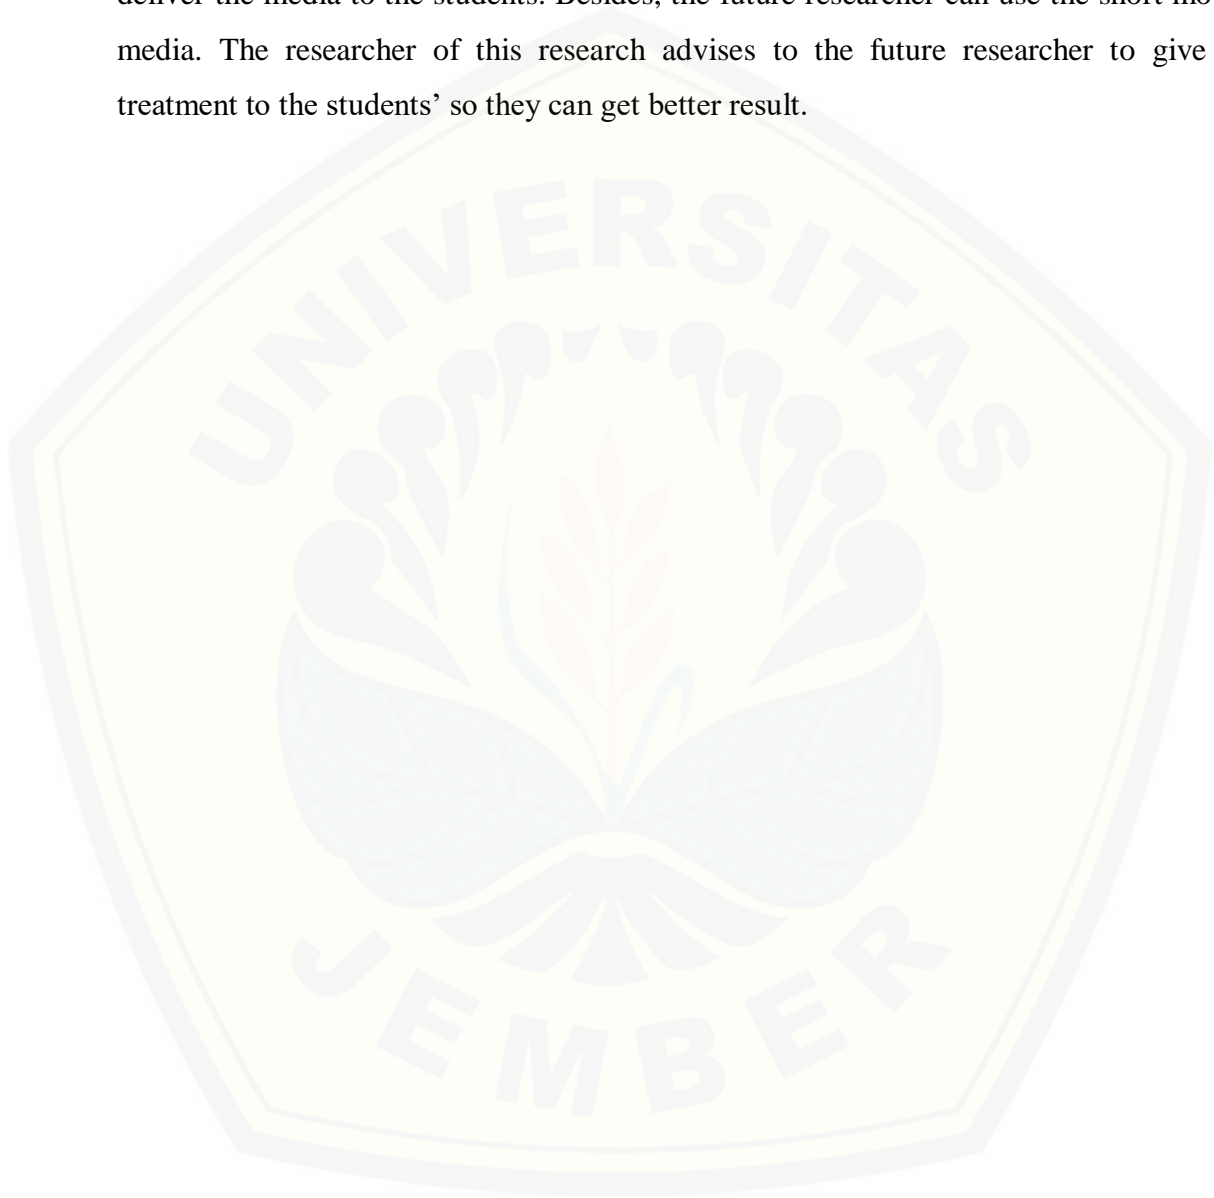 deliver the media to the students. Besides, the future researcher can use the short
media. The researcher of this research advises to the future researcher to give
treatment to the students’ so they can get better result.
UNIVERSITAS
JEMBER